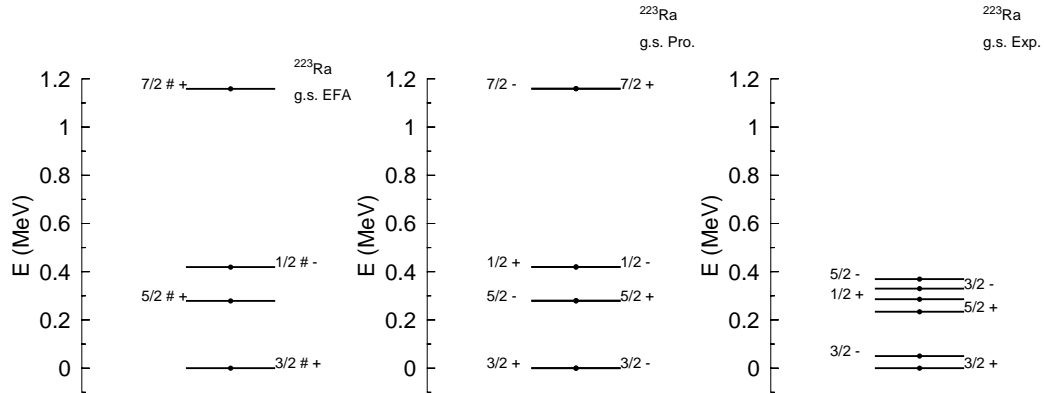 223Ra
g.s. EFA
E (MeV)
1.2
1
0.8
0.6
0.4
0.2
0
7/2 # +
1/2 # -
5/2 # +
3/2 # +
223Ra
g.s. Pro.
E (MeV)
1.2
1
0.8
0.6
0.4
0.2
0
7/2 - 7/2 +
1/2 + 1/2 -
5/2 - 5/2 +
3/2 + 3/2 -
223Ra
g.s. Exp.
E (MeV)
1.2
1
0.8
0.6
0.4
0.2
0
5/2 -
3/2 -
1/2 +
5/2 +
3/2 -
3/2 +